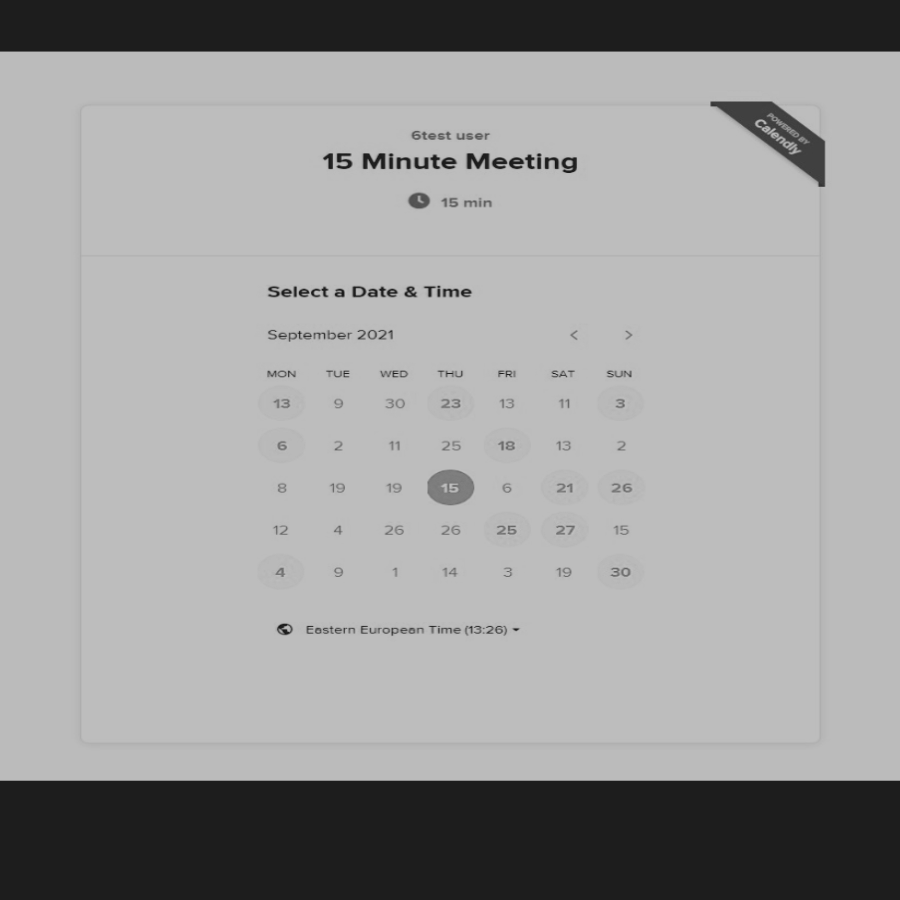 POWERED BY
Calendly
6test user
15 Minute Meeting
15 min
Select a Date & Time
September 2021 < >
MON TUE WED THU FRI SAT SUN
13 9 30 23 13 11 3
6 2 11 25 18 13 2
8 19 19 15 6 21 26
12 4 26 26 25 27 15
4 9 1 14 3 19 30
Eastern European Time (13:26)